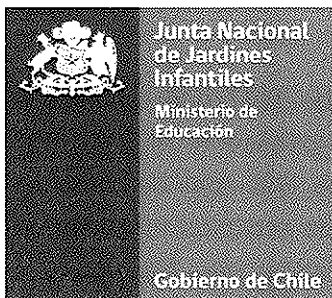 Junta Nacional
de Jardines
Infantiles
Ministerio de
Educación
Gobierno de Chile